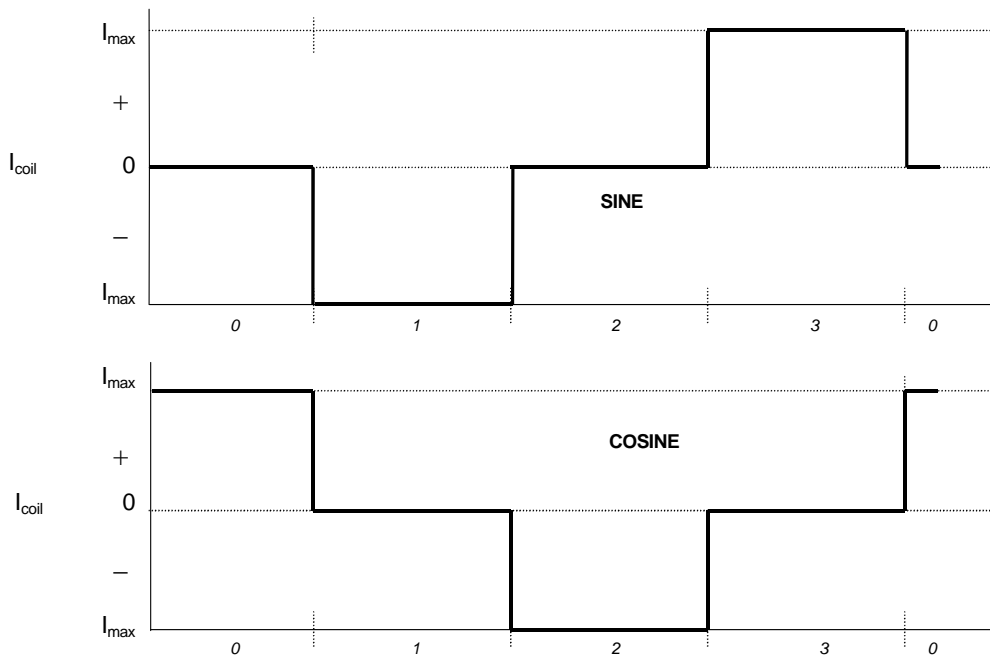 Imax
+
Icoil 0
SINE
–
Imax
0 1 2 3 0
Imax
COSINE
+
Icoil 0
–
Imax
0 1 2 3 0